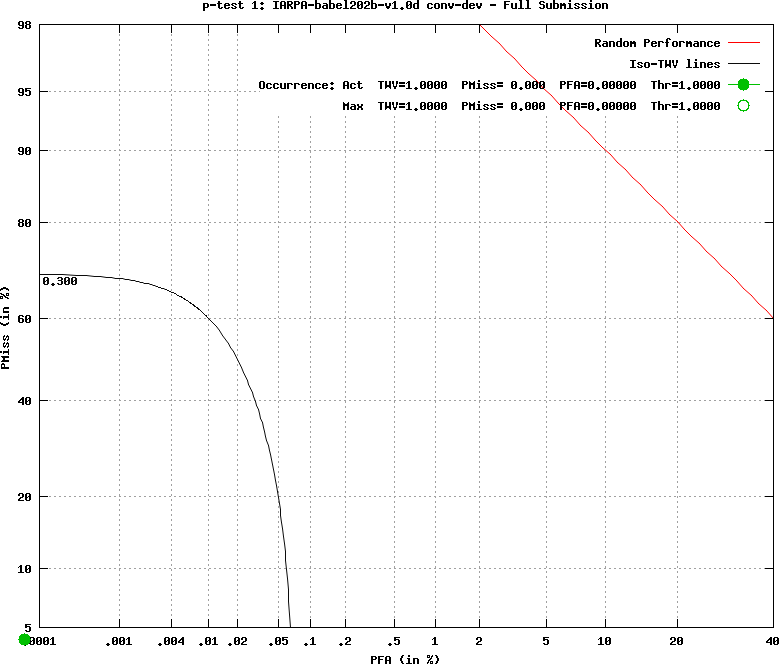 p-test 1: IARPA-babel202b-v1.0d conv-dev - Full Submission
98
Random Performance
Iso-TWV lines
95
Occurrence: Act TWV=1.0000 PMiss= 0.000 PFA=0.00000 Thr=1.0000
Max TWV=1.0000 PMiss= 0.000 PFA=0.00000 Thr=1.0000
90
80
0.300
PMiss (in %)
60
40
20
10
5
0001 .001 .004 .01 .02 .05 .1 .2 .5 1 2 5 10 20 40
PFA (in %)